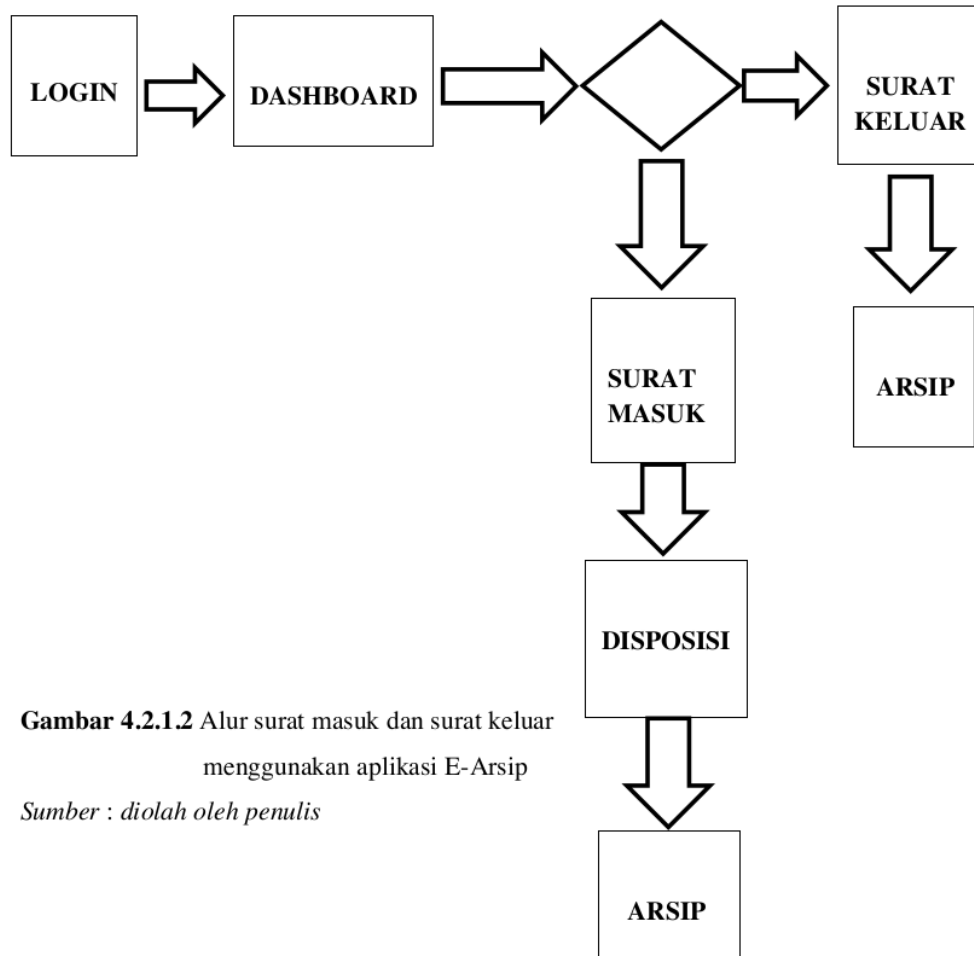 LOGIN
DASHBOARD
SURAT
KELUAR
SURAT
MASUK
ARSIP
DISPOSISI
Gambar 4.2.1.2 Alur surat masuk dan surat keluar
menggunakan aplikasi E-Arsip
Sumber : diolah oleh penulis
ARSIP